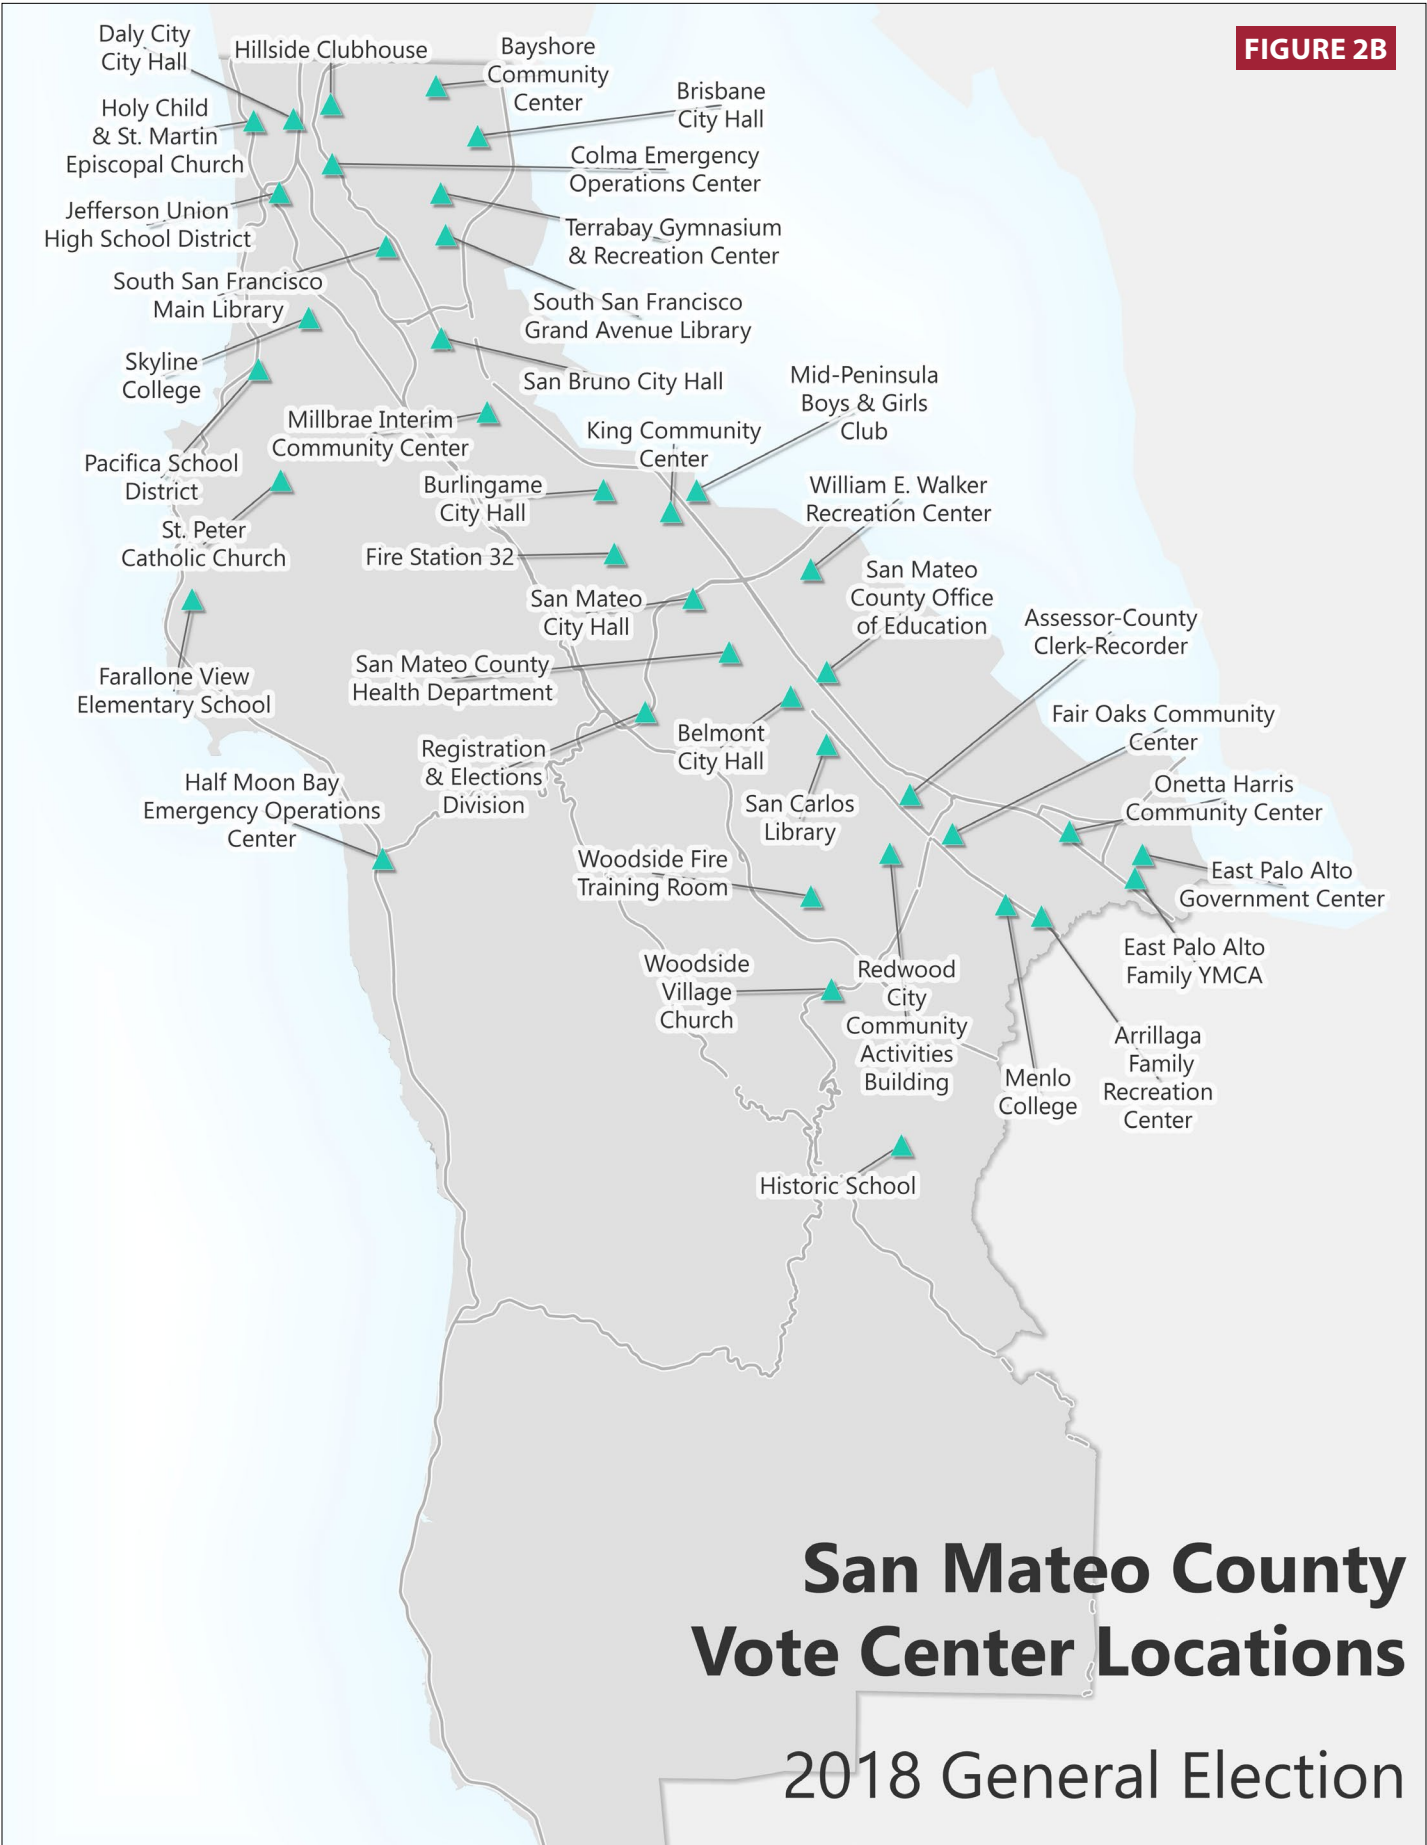 FIGURE 2B
Daly City
City Hall
Hillside Clubhouse
Bayshore
Community
Center
Brisbane
City Hall
Holy Child
& St. Martin
Episcopal Church
Colma Emergency
Operations Center
Jefferson Union
High School District
Terrabay Gymnasium
& Recreation Center
South San Francisco
Main Library
South San Francisco
Grand Avenue Library
Skyline
College
San Bruno City Hall
Mid-Peninsula
Boys & Girls
Club
Millbrae Interim
Community Center
King Community
Center
Pacifica School
District
Burlingame
City Hall
William E. Walker
Recreation Center
St. Peter
Catholic Church
Fire Station 32
San Mateo
County Office
of Education
San Mateo
City Hall
Assessor-County
Clerk-Recorder
San Mateo County
Health Department
Farallone View
Elementary School
Fair Oaks Community
Center
Belmont
City Hall
Registration
& Elections
Division
Half Moon Bay
Emergency Operations
Center
Onetta Harris
Community Center
San Carlos
Library
Woodside Fire
Training Room
East Palo Alto
Government Center
East Palo Alto
Family YMCA
Woodside
Village
Church
Redwood
City
Community
Activities
Building
Arrillaga
Family
Recreation
Center
Menlo
College
Historic School
San Mateo County
Vote Center Locations
2018 General Election